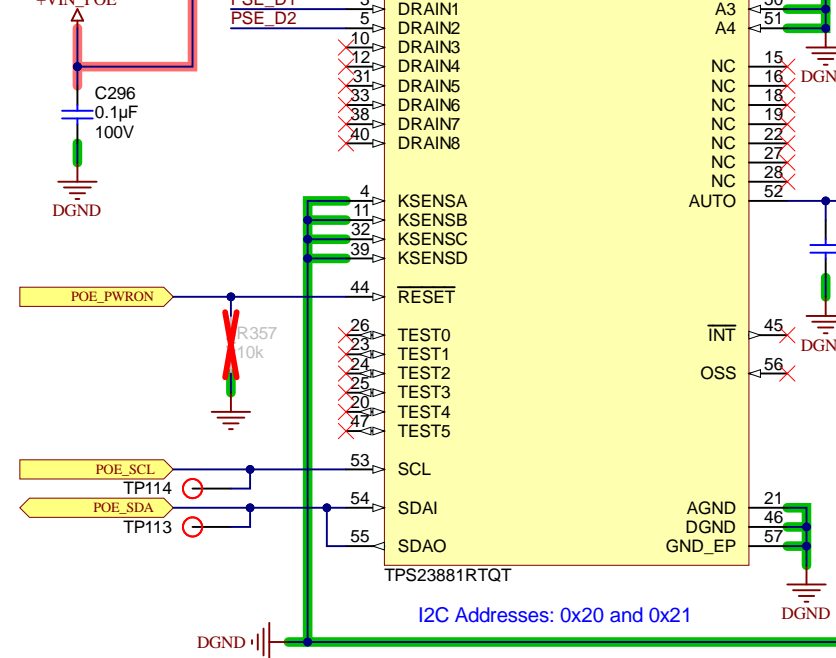 +VIN_POE
PSE_D1
PSE_D2
3
5
10
12
31
33
38
40
DRAIN1
DRAIN2
DRAIN3
DRAIN4
DRAIN5
DRAIN6
DRAIN7
DRAIN8
A3 50
A4 51
DGN
NC 15
NC 16
NC 18
NC 19
NC 22
NC 27
NC 28
AUTO 52
C296
0.1µF
100V
DGND
4 KSENSA
11 KSENSB
32 KSENSC
39 KSENSD
POE_PWRON
44 RESET
R357
10k
26 TEST0
23 TEST1
24 TEST2
25 TEST3
20 TEST4
47 TEST5
INT 45
OSS 56
DGN
POE_SCL
TP114
53 SCL
POE_SDA
TP113
54 SDAI
55 SDAO
AGND 21
DGND 46
GND_EP 57
TPS23881RTQT
I2C Addresses: 0x20 and 0x21
DGND
DGND